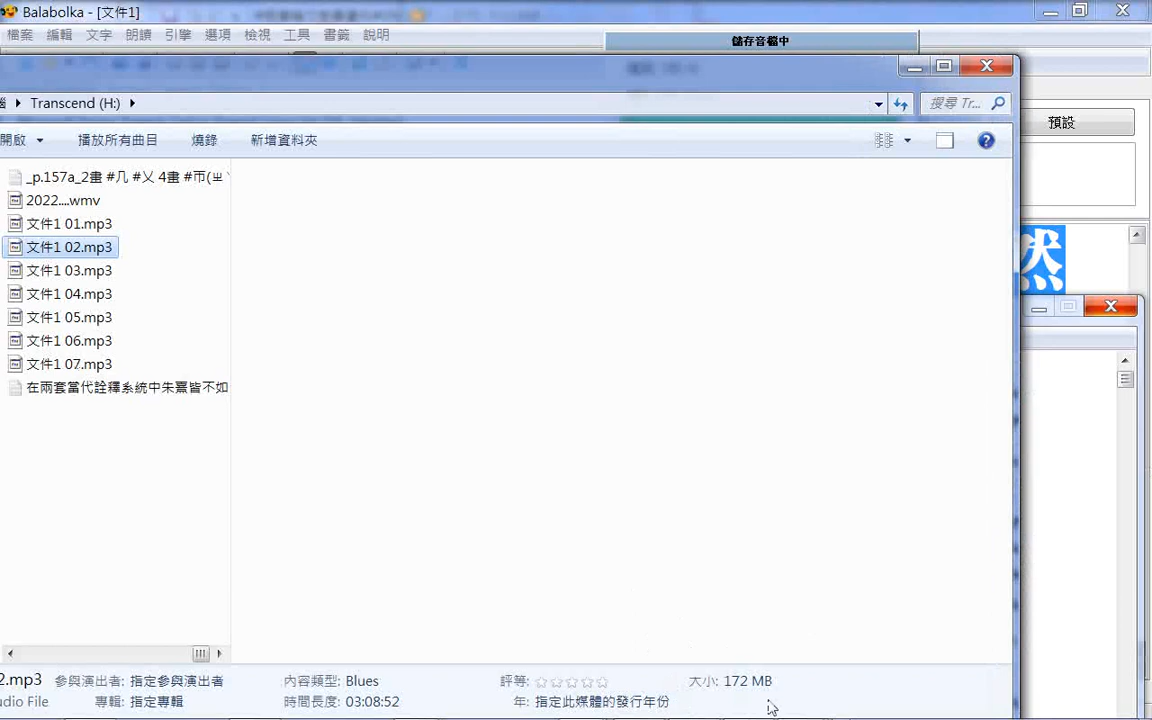 Balabolka - [文件1]
檔案 編輯 文字 朗讀 引擎 選項 檢視 工具 書籤 說明
儲存音檔中
Transcend (H:)
搜尋 Tr...
預設
開啟 播放所有曲目 燒錄 新增資料夾
_p.157a_2畫 #几 #乂 4畫 #帀(ㄓㄚ
2022....wmv
文件1 01.mp3
文件1 02.mp3
文件1 03.mp3
文件1 04.mp3
文件1 05.mp3
文件1 06.mp3
文件1 07.mp3
在兩套當代詮釋系統中朱熹皆不如
然
2.mp3 參與演出者: 指定參與演出者 內容類型: Blues 評等: 大小: 172 MB
udio File 專輯: 指定專輯 時間長度: 03:08:52 年: 指定此媒體的發行年份